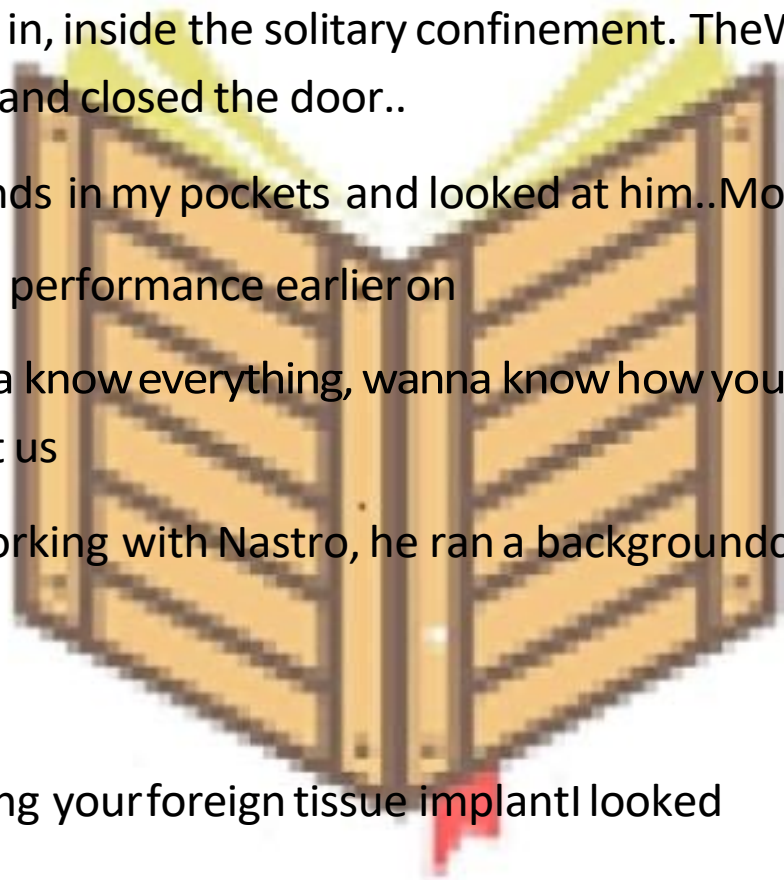 in, inside the solitary confinement. TheW
and closed the door..
nds in my pockets and looked at him..Mo
performance earlier on
a know everything, wanna know how you
t us
orking with Nastro, he ran a backgroundc
ng your foreign tissue implantI looked